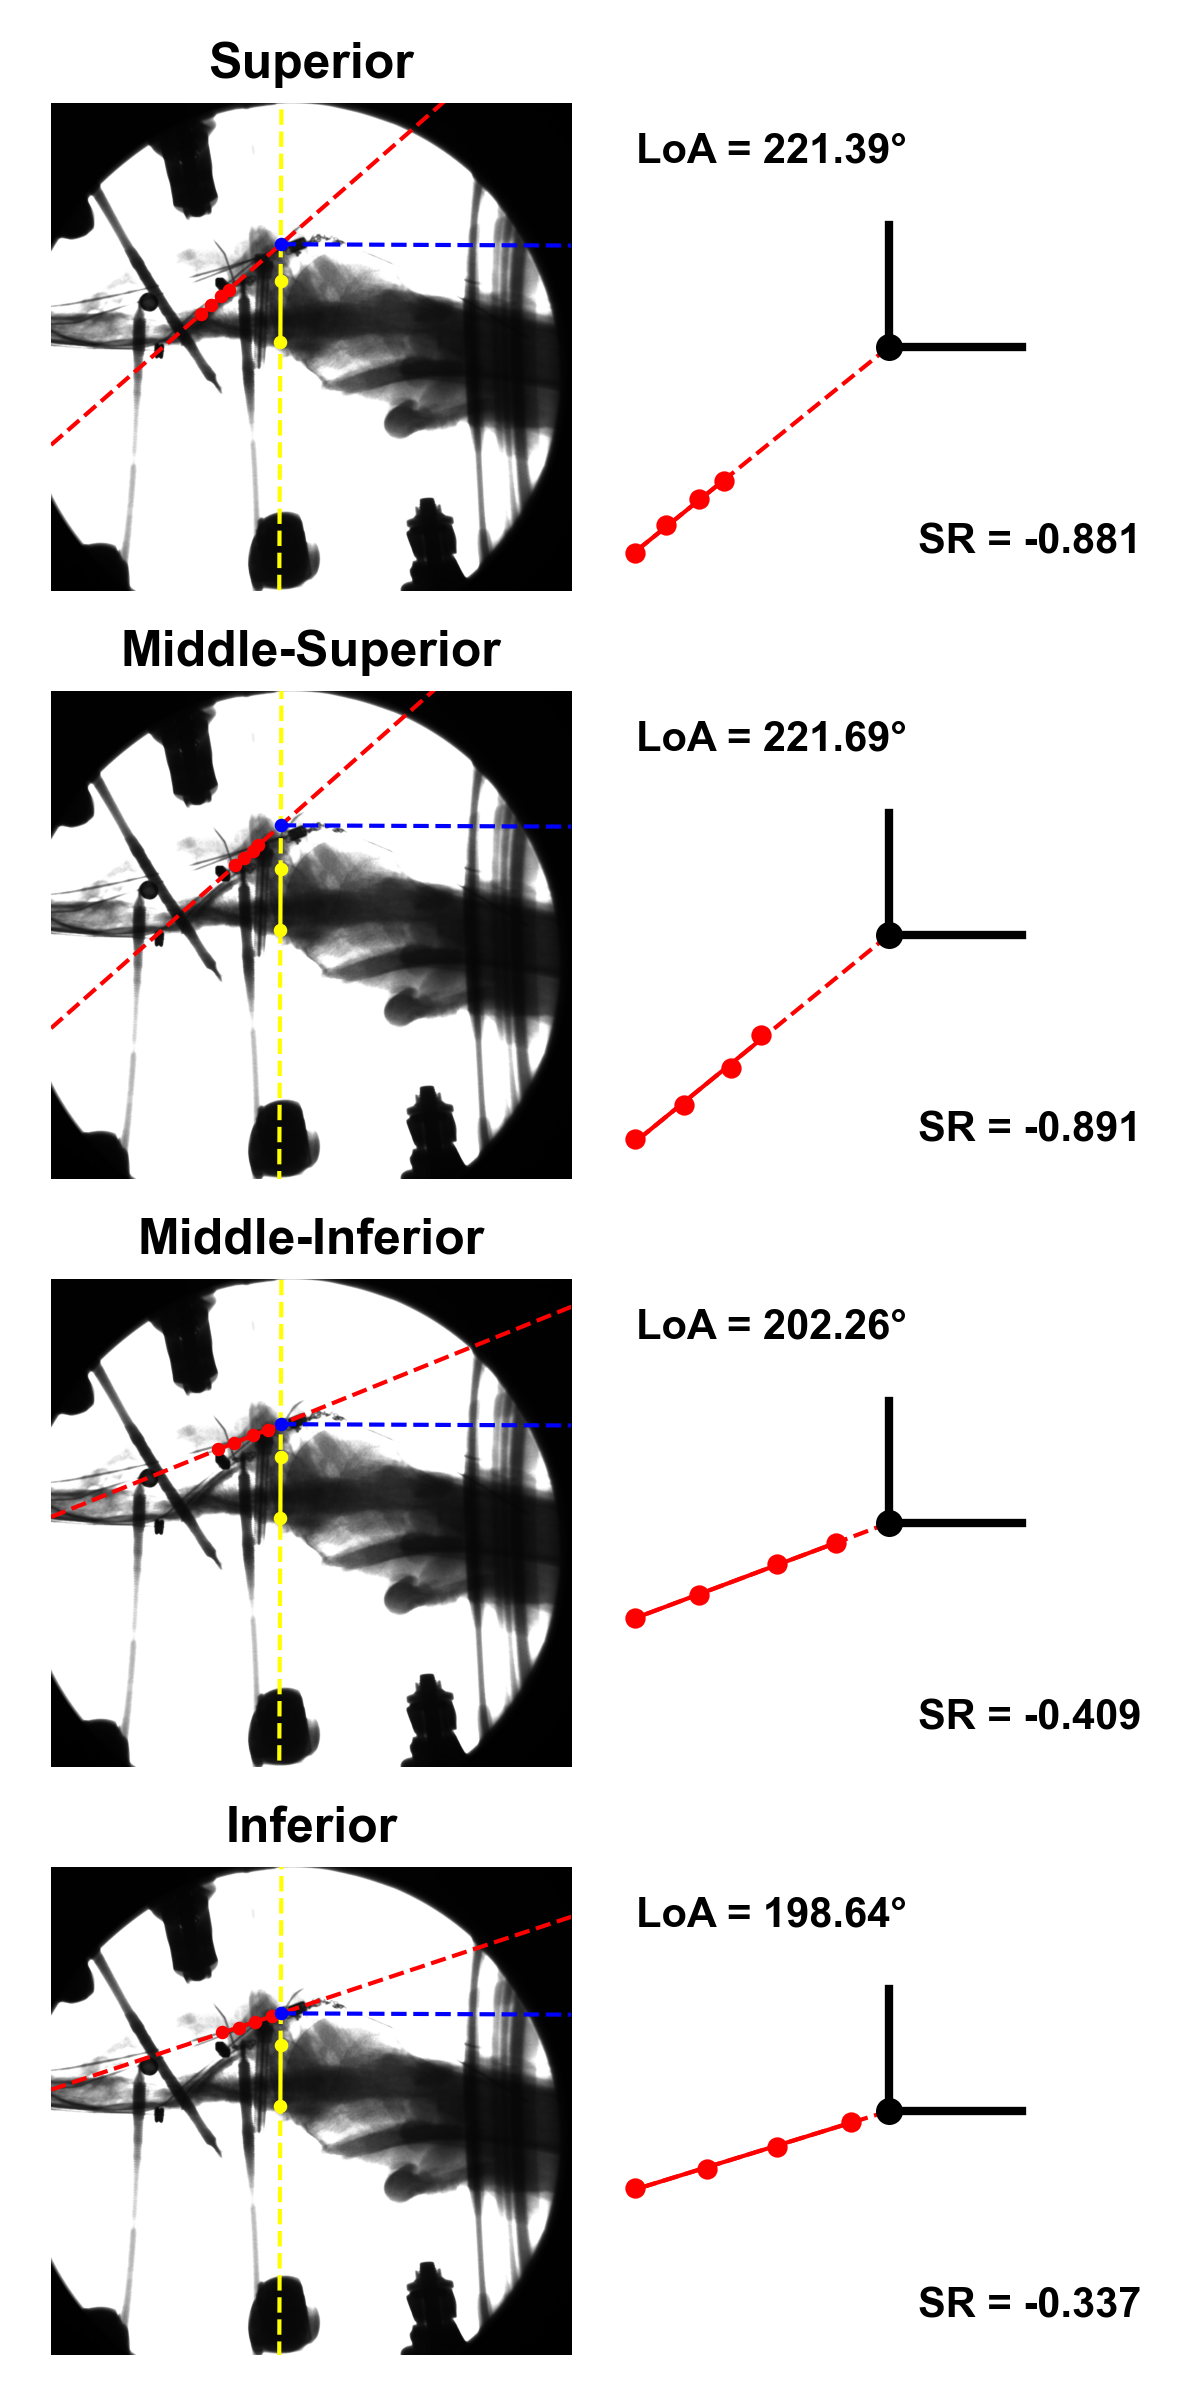 Superior
LoA = 221.39°
SR = -0.881
Middle-Superior
LoA = 221.69°
SR = -0.891
Middle-Inferior
LoA = 202.26°
SR = -0.409
Inferior
LoA = 198.64°
SR = -0.337